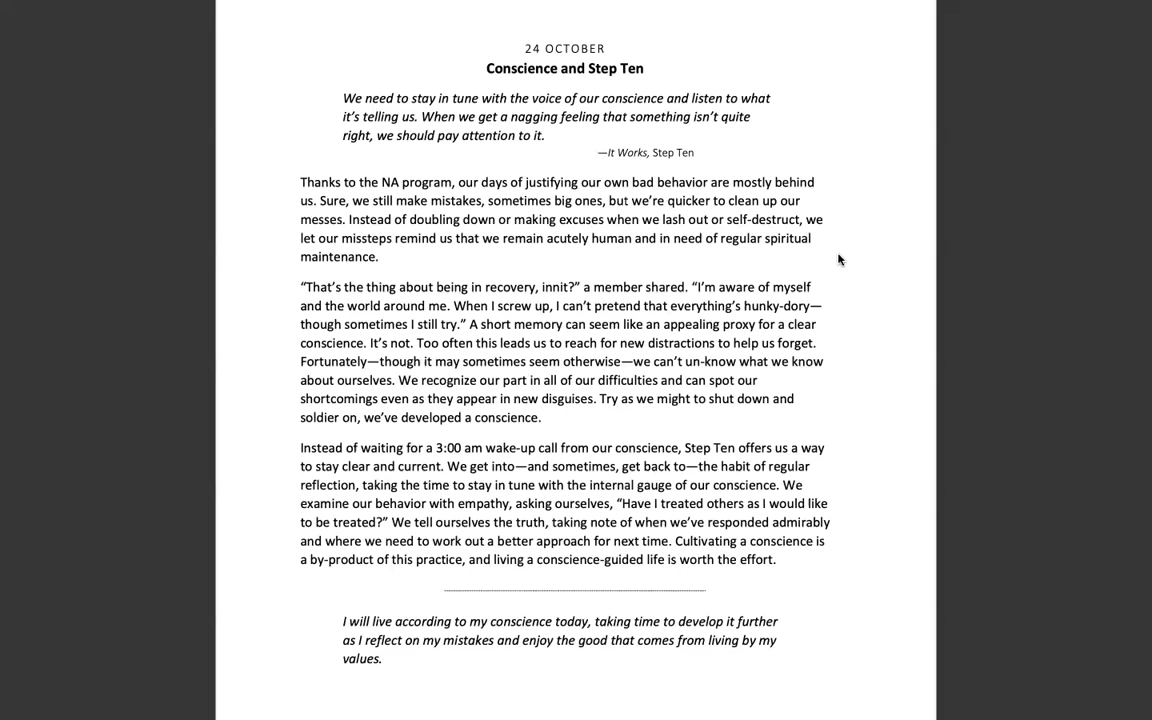 24 OCTOBER
Conscience and Step Ten
We need to stay in tune with the voice of our conscience and listen to what
it’s telling us. When we get a nagging feeling that something isn’t quite
right, we should pay attention to it.
—It Works, Step Ten
Thanks to the NA program, our days of justifying our own bad behavior are mostly behind
us. Sure, we still make mistakes, sometimes big ones, but we’re quicker to clean up our
messes. Instead of doubling down or making excuses when we lash out or self-destruct, we
let our missteps remind us that we remain acutely human and in need of regular spiritual
maintenance.
“That’s the thing about being in recovery, innit?” a member shared. “I’m aware of myself
and the world around me. When I screw up, I can’t pretend that everything’s hunky-dory—
though sometimes I still try.” A short memory can seem like an appealing proxy for a clear
conscience. It’s not. Too often this leads us to reach for new distractions to help us forget.
Fortunately—though it may sometimes seem otherwise—we can’t un-know what we know
about ourselves. We recognize our part in all of our difficulties and can spot our
shortcomings even as they appear in new disguises. Try as we might to shut down and
soldier on, we’ve developed a conscience.
Instead of waiting for a 3:00 am wake-up call from our conscience, Step Ten offers us a way
to stay clear and current. We get into—and sometimes, get back to—the habit of regular
reflection, taking the time to stay in tune with the internal gauge of our conscience. We
examine our behavior with empathy, asking ourselves, “Have I treated others as I would like
to be treated?” We tell ourselves the truth, taking note of when we’ve responded admirably
and where we need to work out a better approach for next time. Cultivating a conscience is
a by-product of this practice, and living a conscience-guided life is worth the effort.
I will live according to my conscience today, taking time to develop it further
as I reflect on my mistakes and enjoy the good that comes from living by my
values.